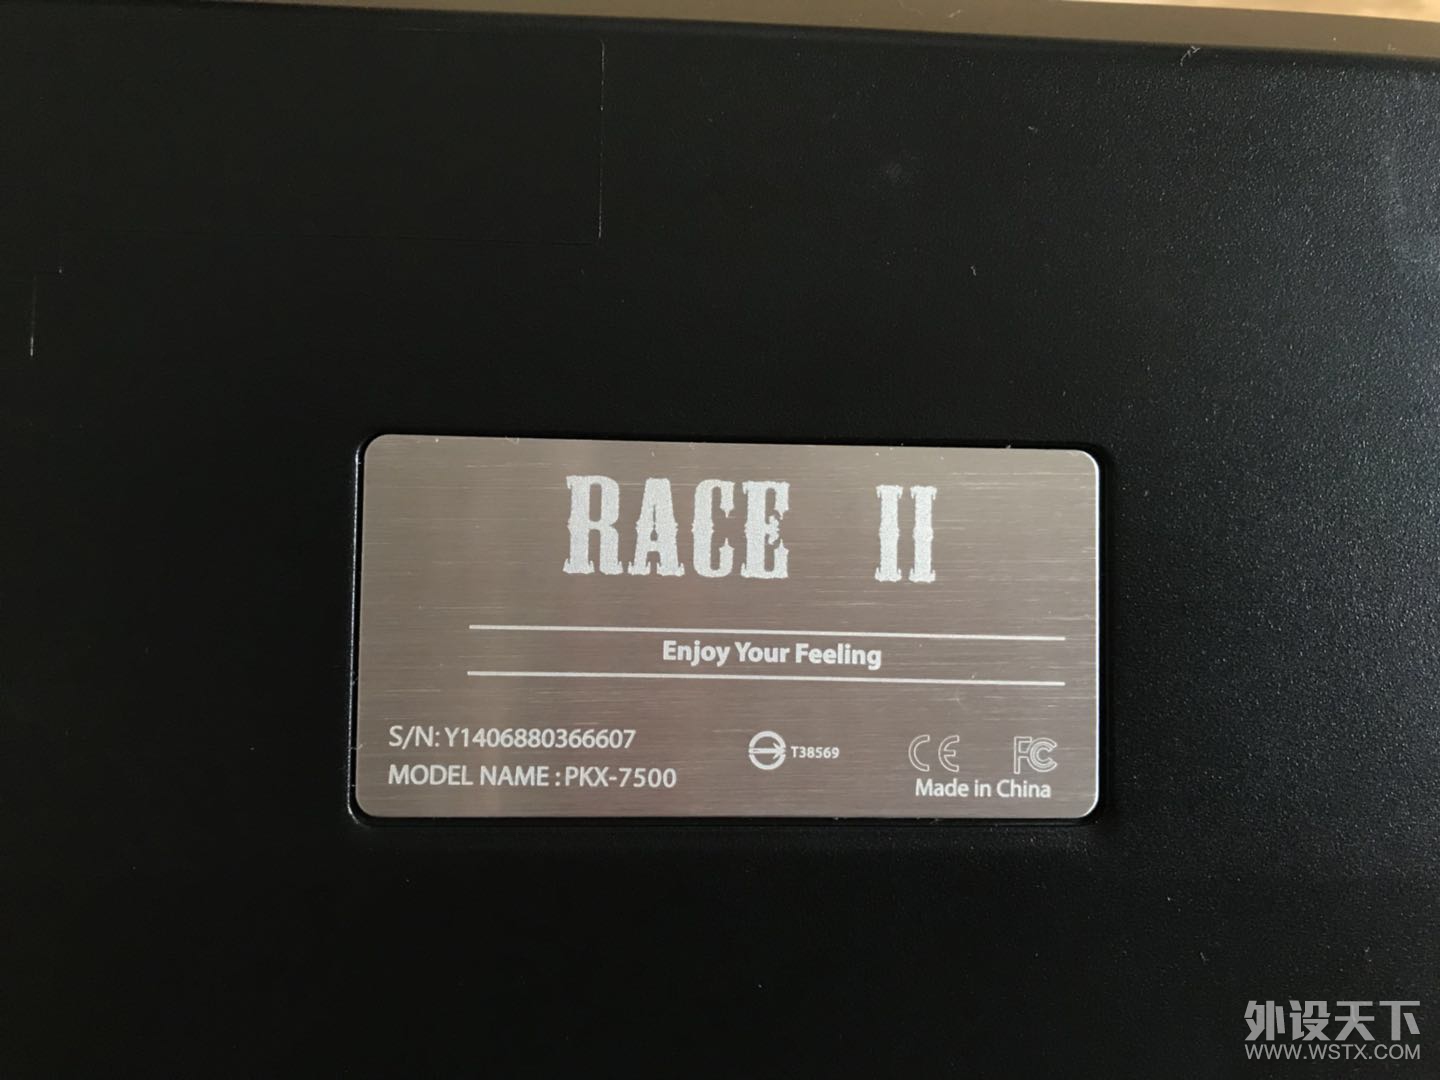 RACE II
Enjoy Your Feeling
S/N: Y1406880366607
MODEL NAME : PKX-7500
T38569
CE FC
Made in China
外设天下
WWW.WSTX.COM